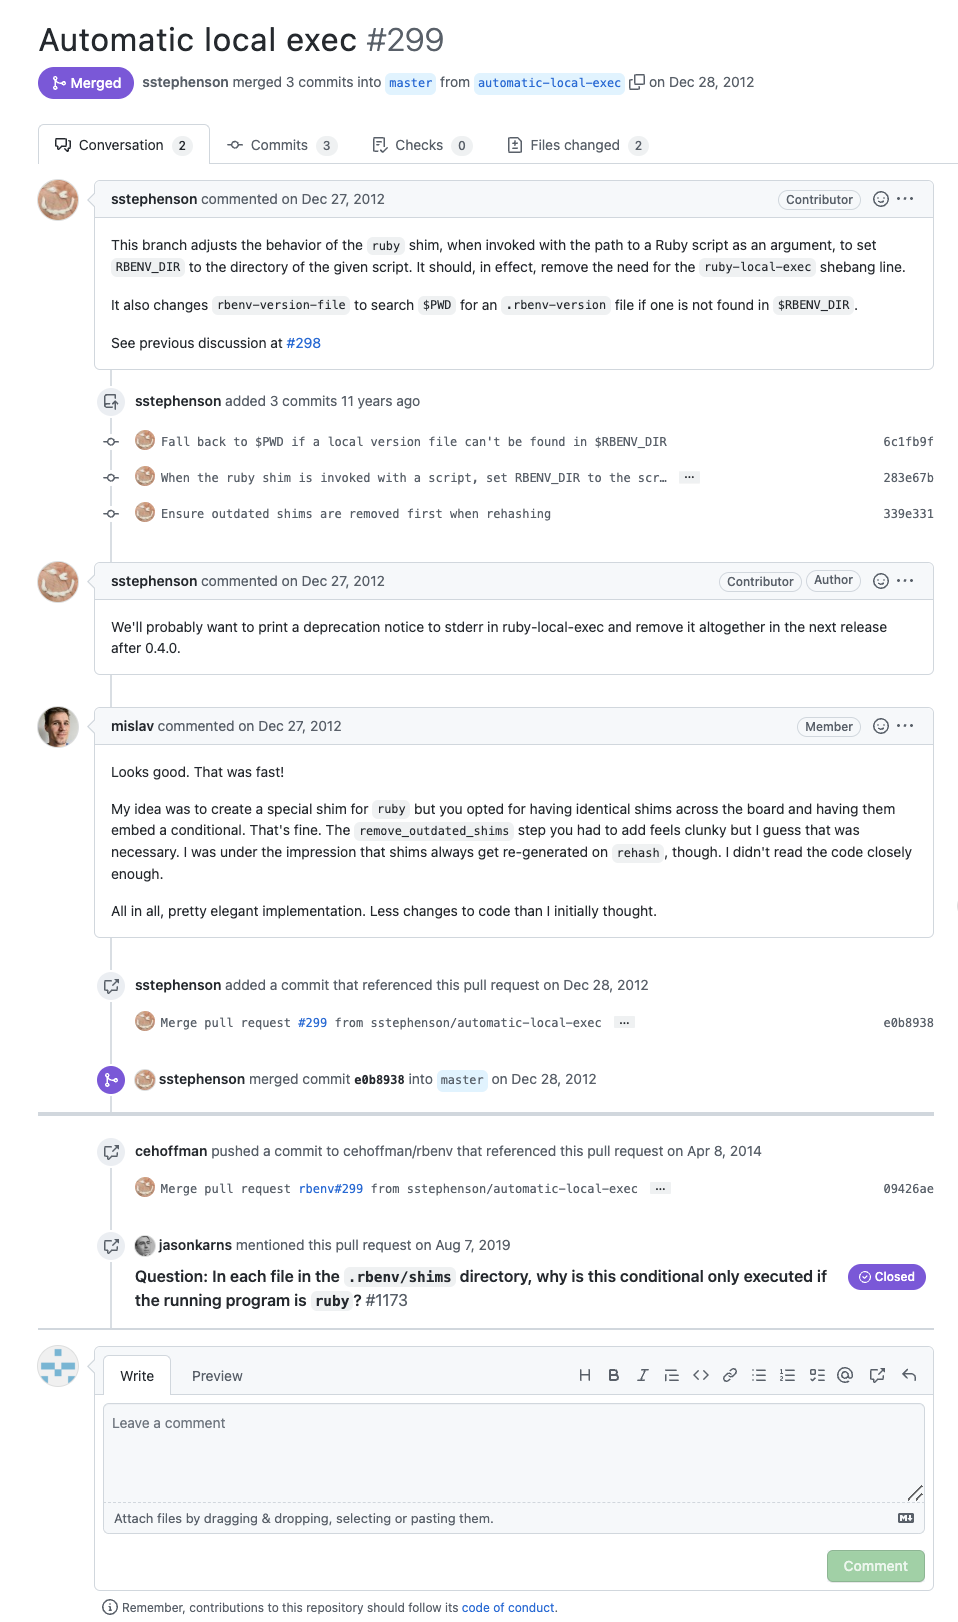 Automatic local exec #299
Merged sstephenson merged 3 commits into master from automatic-local-exec on Dec 28, 2012
Conversation 2 Commits 3 Checks 0 Files changed 2
sstephenson commented on Dec 27, 2012 Contributor ···
This branch adjusts the behavior of the ruby shim, when invoked with the path to a Ruby script as an argument, to set
RBENV_DIR to the directory of the given script. It should, in effect, remove the need for the ruby-local-exec shebang line.
It also changes rbenv-version-file to search $PWD for an .rbenv-version file if one is not found in $RBENV_DIR.
See previous discussion at #298
sstephenson added 3 commits 11 years ago
Fall back to $PWD if a local version file can't be found in $RBENV_DIR 6c1fb9f
When the ruby shim is invoked with a script, set RBENV_DIR to the scr… ... 283e67b
Ensure outdated shims are removed first when rehashing 339e331
sstephenson commented on Dec 27, 2012 Contributor Author ···
We'll probably want to print a deprecation notice to stderr in ruby-local-exec and remove it altogether in the next release
after 0.4.0.
mislav commented on Dec 27, 2012 Member ···
Looks good. That was fast!
My idea was to create a special shim for ruby but you opted for having identical shims across the board and having them
embed a conditional. That's fine. The remove_outdated_shims step you had to add feels clunky but I guess that was
necessary. I was under the impression that shims always get re-generated on rehash, though. I didn't read the code closely
enough.
All in all, pretty elegant implementation. Less changes to code than I initially thought.
sstephenson added a commit that referenced this pull request on Dec 28, 2012
Merge pull request #299 from sstephenson/automatic-local-exec ... e0b8938
sstephenson merged commit e0b8938 into master on Dec 28, 2012
cehoffman pushed a commit to cehoffman/rbenv that referenced this pull request on Apr 8, 2014
Merge pull request rbenv#299 from sstephenson/automatic-local-exec ... 09426ae
jasonkarns mentioned this pull request on Aug 7, 2019
Question: In each file in the .rbenv/shims directory, why is this conditional only executed if Closed
the running program is ruby? #1173
Write Preview H B I <> @
Leave a comment
Attach files by dragging & dropping, selecting or pasting them. M↓
Comment
Remember, contributions to this repository should follow its code of conduct.